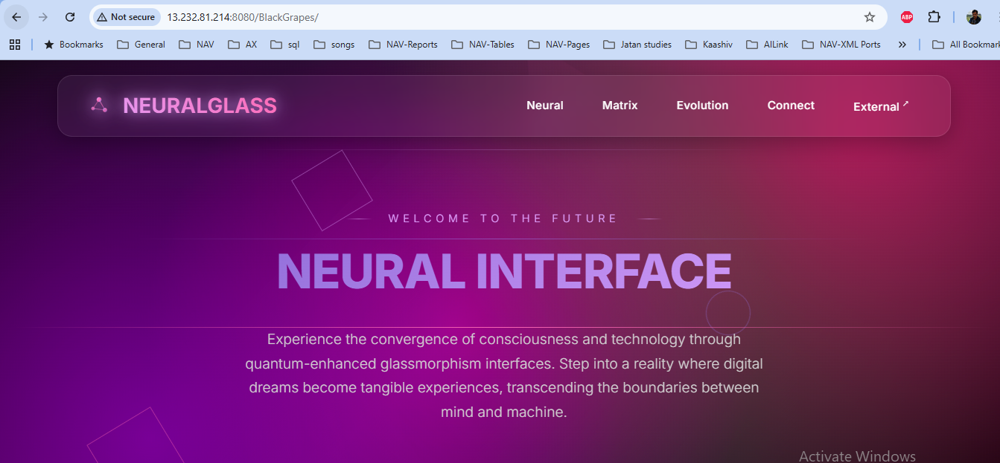 Not secure
13.232.81.214:8080/BlackGrapes/
ABP
Bookmarks General NAV AX sql songs NAV-Reports NAV-Tables NAV-Pages Jatan studies Kaashiv AILink NAV-XML Ports » All Bookmark
NEURALGLASS
Neural Matrix Evolution Connect External ↗
WELCOME TO THE FUTURE
NEURAL INTERFACE
Experience the convergence of consciousness and technology through
quantum-enhanced glassmorphism interfaces. Step into a reality where digital
dreams become tangible experiences, transcending the boundaries between
mind and machine.
Activate Windows